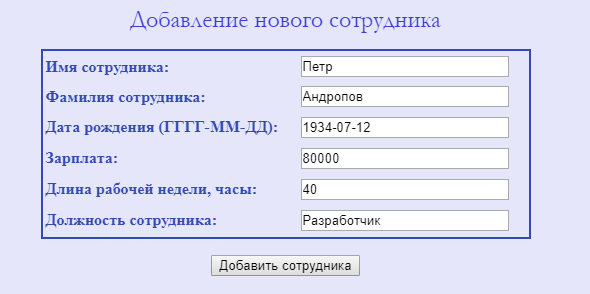 Добавление нового сотрудника
Имя сотрудника: Петр
Фамилия сотрудника: Андропов
Дата рождения (ГГГГ-ММ-ДД): 1934-07-12
Зарплата: 80000
Длина рабочей недели, часы: 40
Должность сотрудника: Разработчик
Добавить сотрудника